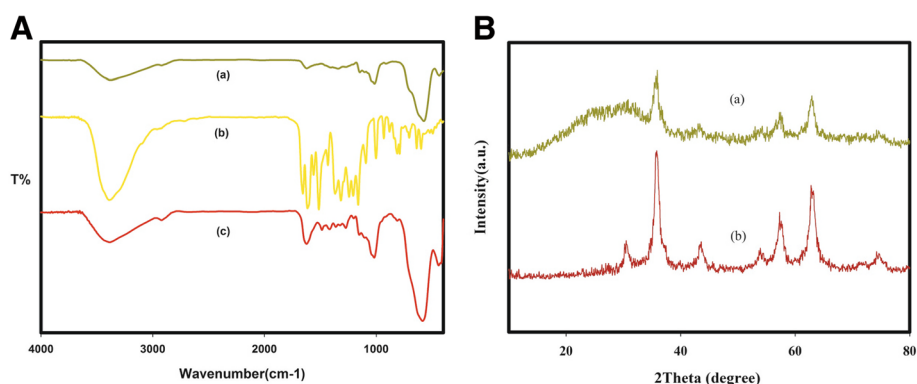 A
(a)
(b)
T%
(c)
4000 3000 2000 1000
Wavenumber(cm-1)
B
(a)
Intensity(a.u.)
(b)
20 40 60 80
2Theta (degree)